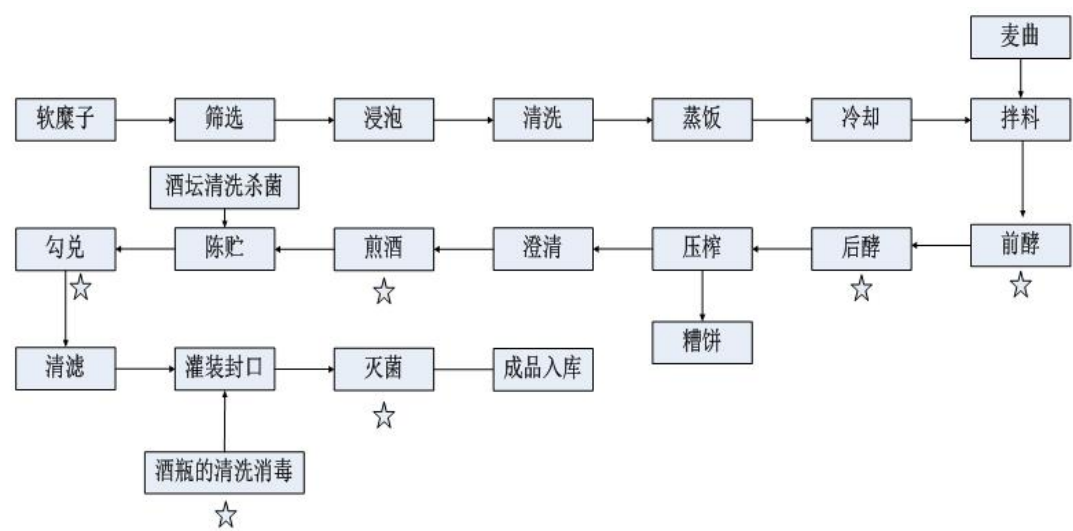 麦曲
软糜子
筛选
浸泡
清洗
蒸饭
冷却
拌料
酒坛清洗杀菌
勾兑
陈贮
煎酒
澄清
压榨
后酵
前酵
糟饼
清滤
灌装封口
灭菌
成品入库
酒瓶的清洗消毒